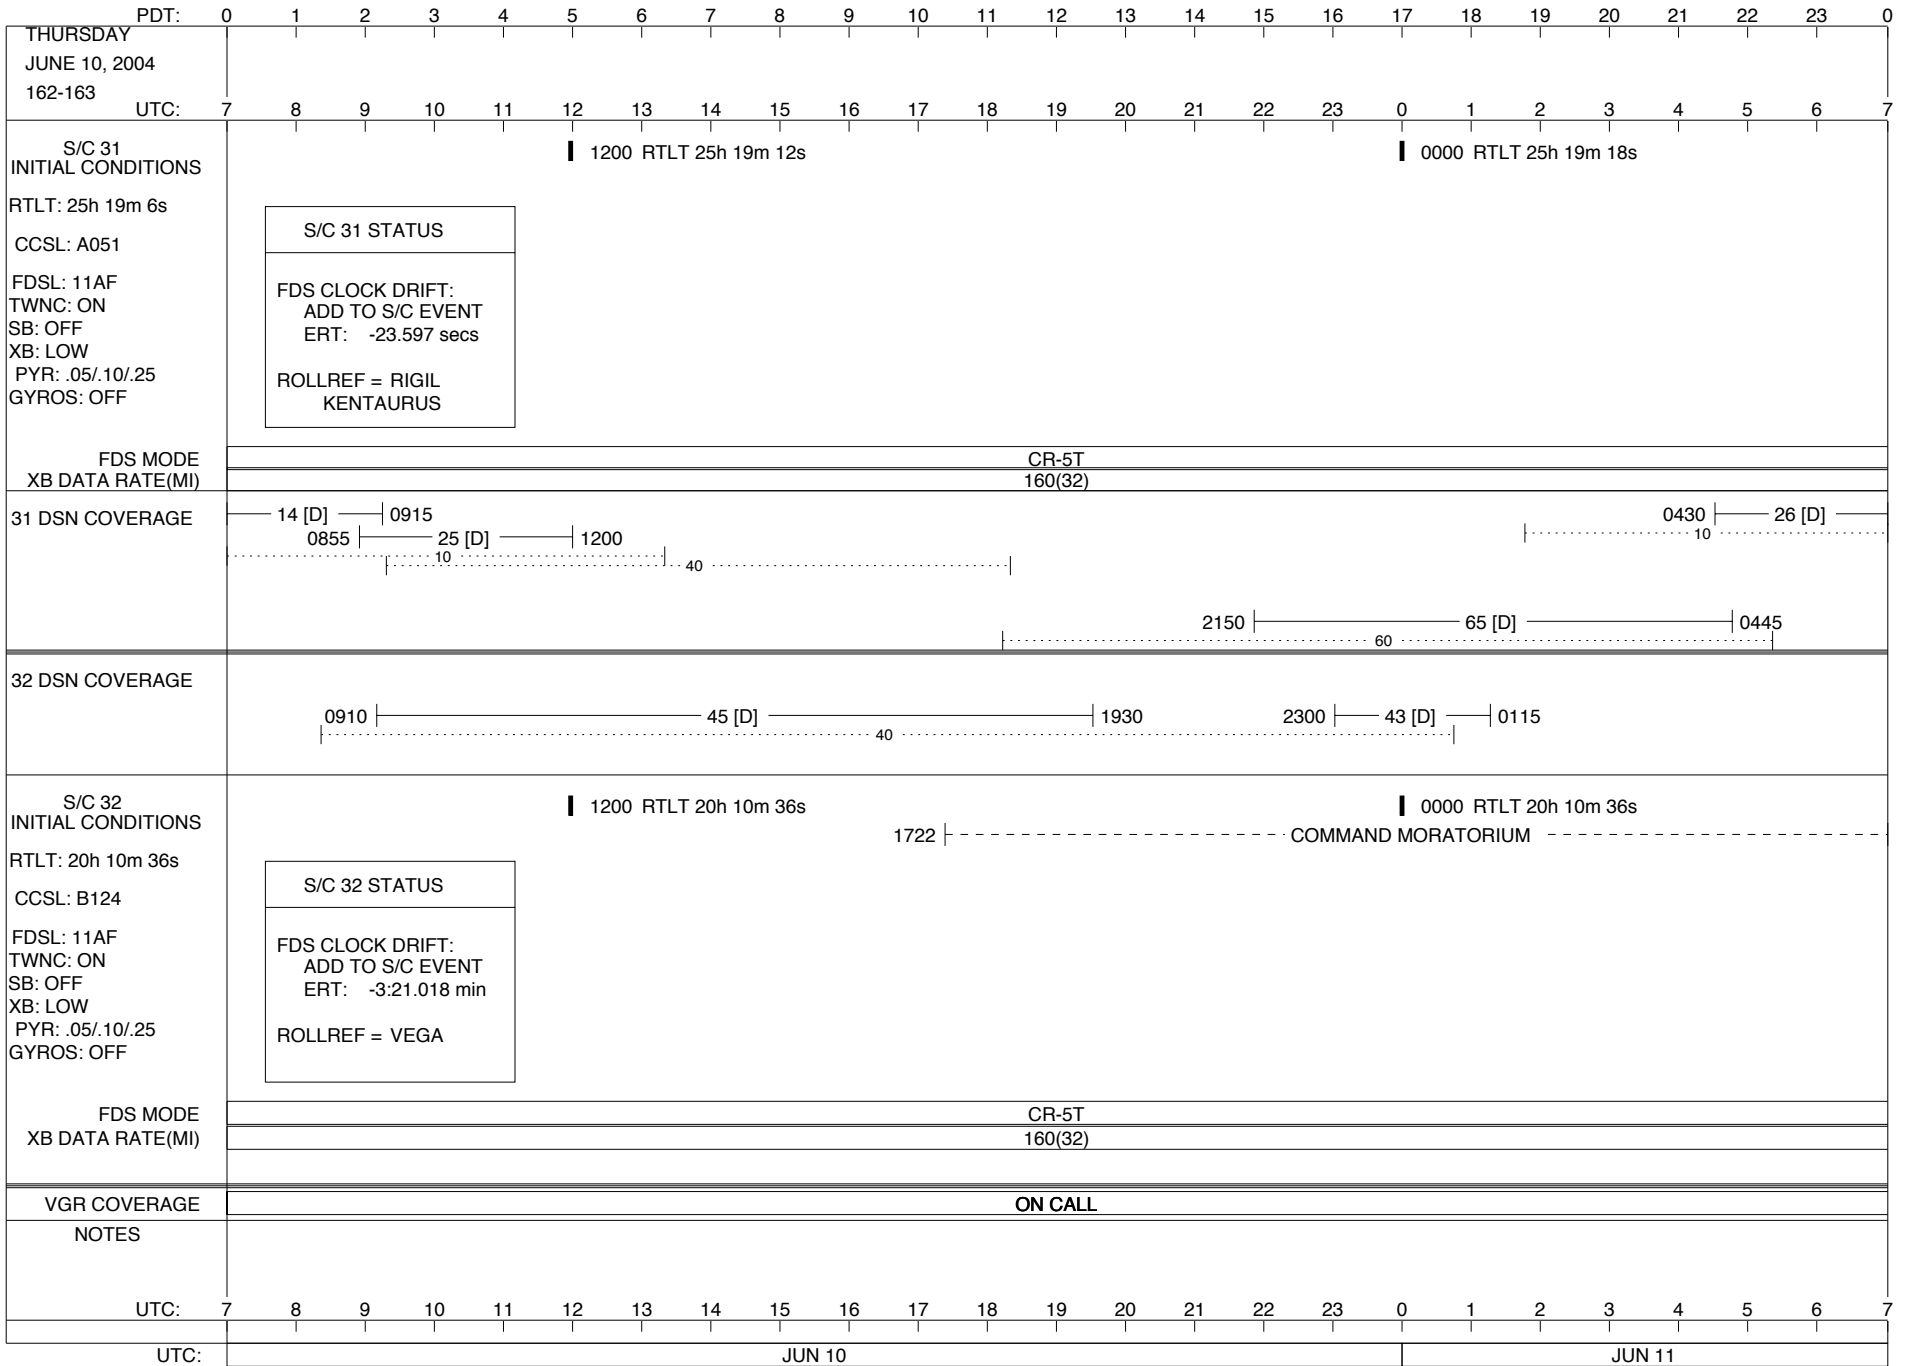 PDT: 0 1 2 3 4 5 6 7 8 9 10 11 12 13 14 15 16 17 18 19 20 21 22 23 0
THURSDAY
JUNE 10, 2004
162-163
UTC: 7 8 9 10 11 12 13 14 15 16 17 18 19 20 21 22 23 0 1 2 3 4 5 6 7
S/C 31
INITIAL CONDITIONS
RTLT: 25h 19m 6s
CCSL: A051
FDSL: 11AF
TWNC: ON
SB: OFF
XB: LOW
PYR: .05/.10/.25
GYROS: OFF
1200 RTLT 25h 19m 12s
0000 RTLT 25h 19m 18s
S/C 31 STATUS
FDS CLOCK DRIFT:
ADD TO S/C EVENT
ERT: -23.597 secs
ROLLREF = RIGIL
KENTAURUS
FDS MODE CR-5T
XB DATA RATE(MI) 160(32)
31 DSN COVERAGE
14 [D] 0915
0430 26 [D]
0855 25 [D] 1200
10
10
40
2150 65 [D] 0445
60
32 DSN COVERAGE
0910 45 [D] 1930
2300 43 [D] 0115
40
S/C 32
INITIAL CONDITIONS
RTLT: 20h 10m 36s
CCSL: B124
FDSL: 11AF
TWNC: ON
SB: OFF
XB: LOW
PYR: .05/.10/.25
GYROS: OFF
1200 RTLT 20h 10m 36s
0000 RTLT 20h 10m 36s
1722 COMMAND MORATORIUM
S/C 32 STATUS
FDS CLOCK DRIFT:
ADD TO S/C EVENT
ERT: -3:21.018 min
ROLLREF = VEGA
FDS MODE CR-5T
XB DATA RATE(MI) 160(32)
VGR COVERAGE ON CALL
NOTES
UTC: 7 8 9 10 11 12 13 14 15 16 17 18 19 20 21 22 23 0 1 2 3 4 5 6 7
UTC: JUN 10 JUN 11